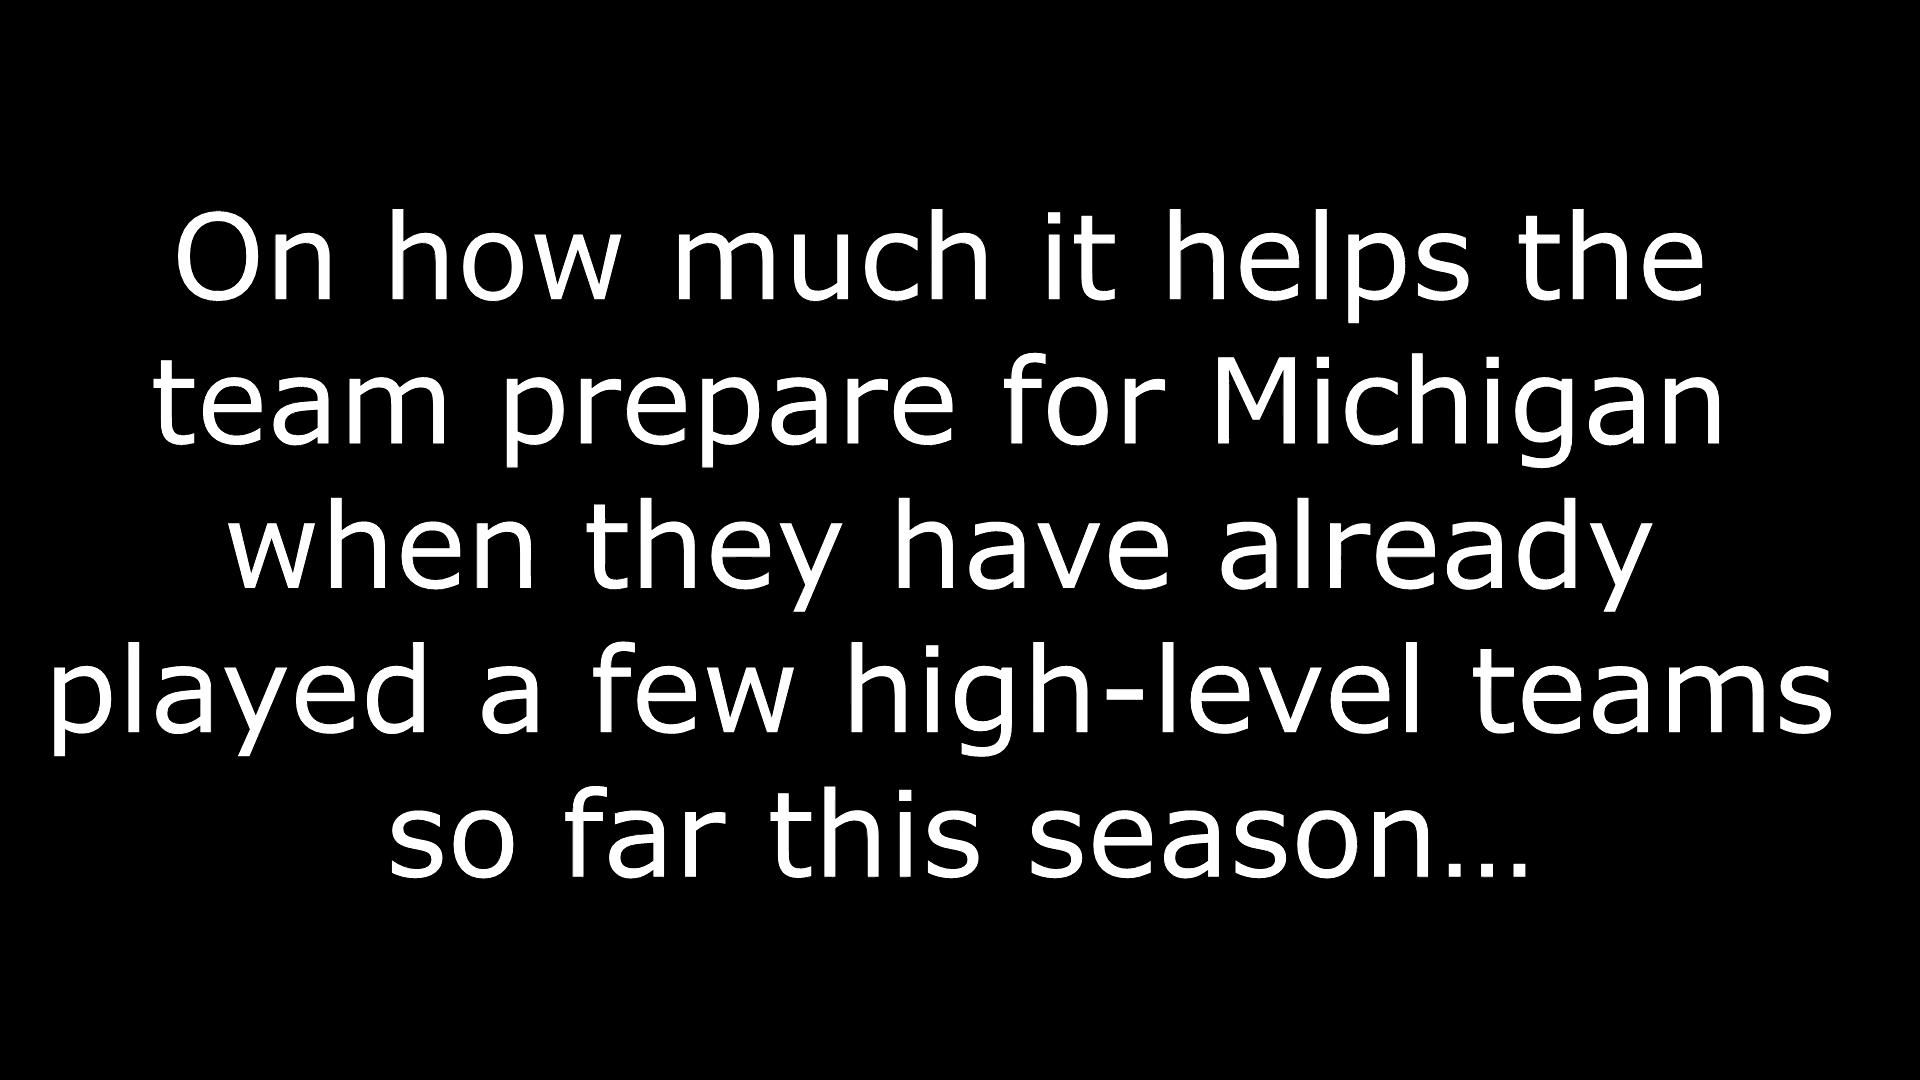 On how much it helps the
team prepare for Michigan
when they have already
played a few high-level teams
so far this season…